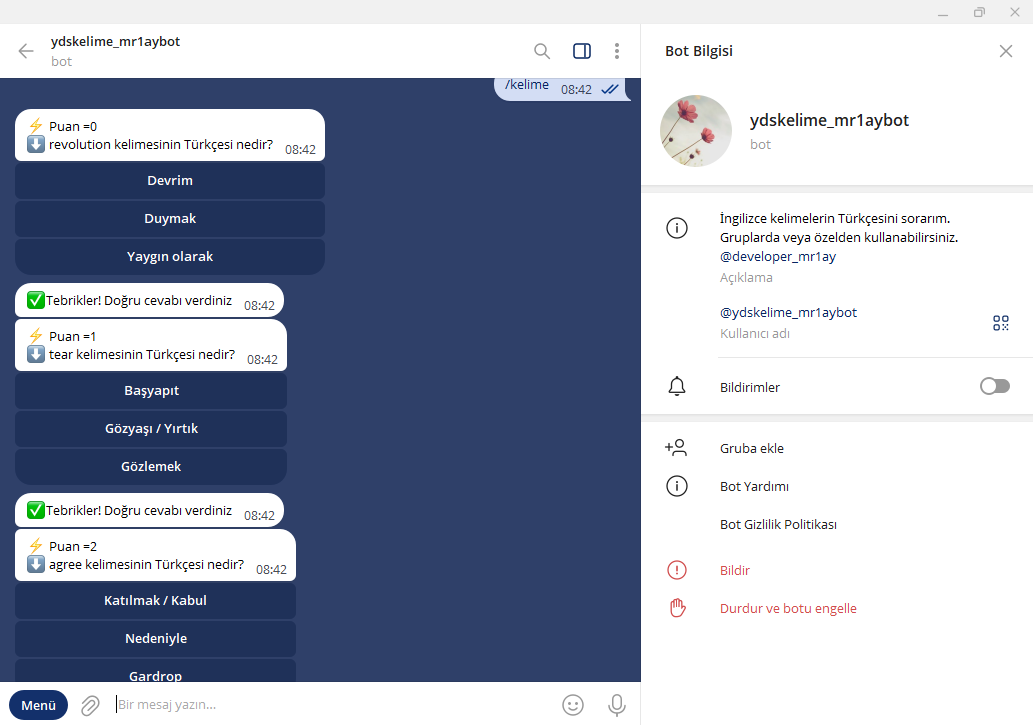 ydskelime_mr1aybot
bot
/kelime 08:42
⚡ Puan =0
⬇️ revolution kelimesinin Türkçesi nedir? 08:42
Devrim
Duymak
Yaygın olarak
✅Tebrikler! Doğru cevabı verdiniz 08:42
⚡ Puan =1
⬇️ tear kelimesinin Türkçesi nedir? 08:42
Başyapıt
Gözyaşı / Yırtık
Gözlemek
✅Tebrikler! Doğru cevabı verdiniz 08:42
⚡ Puan =2
⬇️ agree kelimesinin Türkçesi nedir? 08:42
Katılmak / Kabul
Nedeniyle
Gardrop
Menü
Bir mesaj yazın...
Bot Bilgisi
ydskelime_mr1aybot
bot
İngilizce kelimelerin Türkçesini sorarım.
Gruplarda veya özelden kullanabilirsiniz.
@developer_mr1ay
Açıklama
@ydskelime_mr1aybot
Kullanıcı adı
Bildirimler
Gruba ekle
Bot Yardımı
Bot Gizlilik Politikası
Bildir
Durdur ve botu engelle